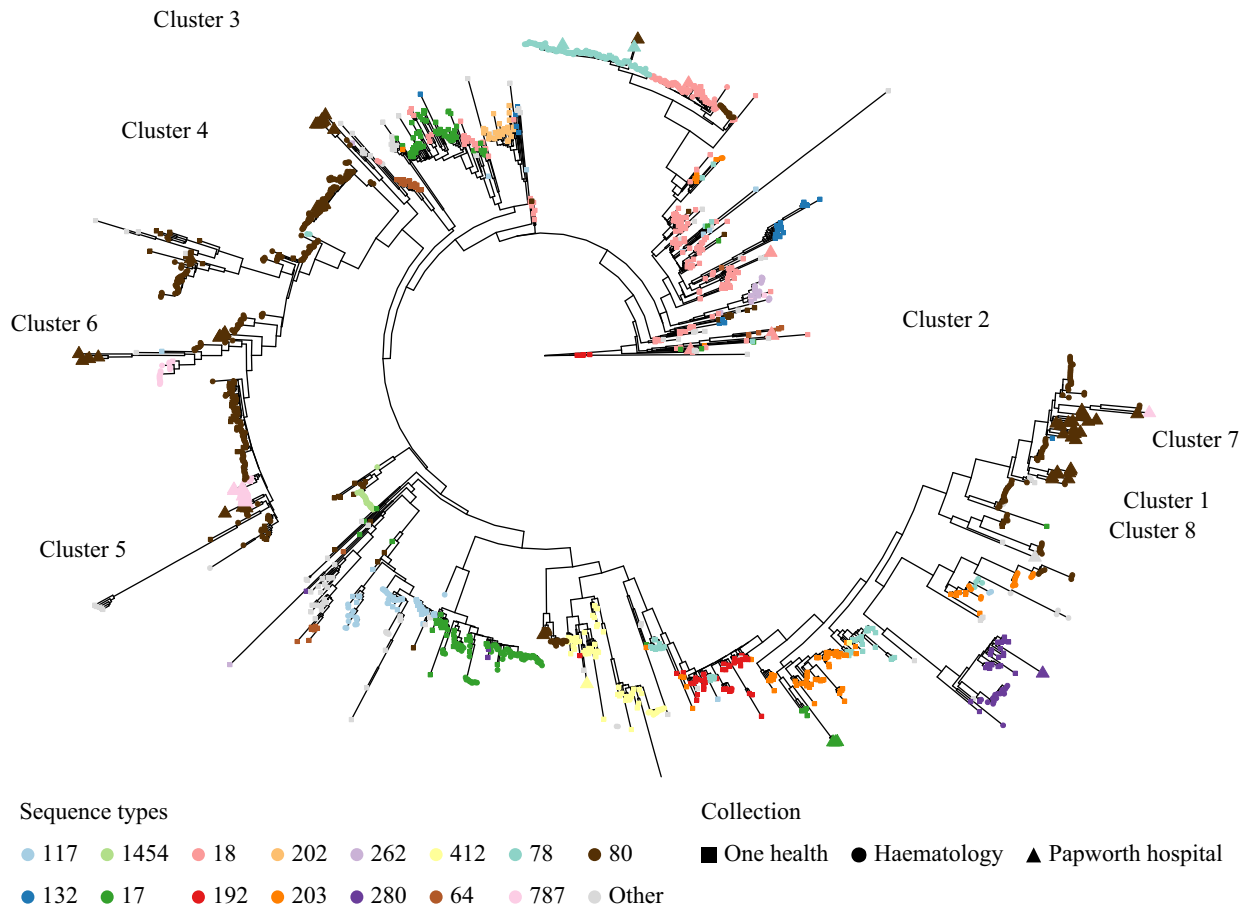 Cluster 3
Cluster 4
Cluster 6
Cluster 2
Cluster 7
Cluster 1
Cluster 8
Cluster 5
Sequence types
Collection
117 1454 18 202 262 412 78 80
One health Haematology Papworth hospital
132 17 192 203 280 64 787 Other